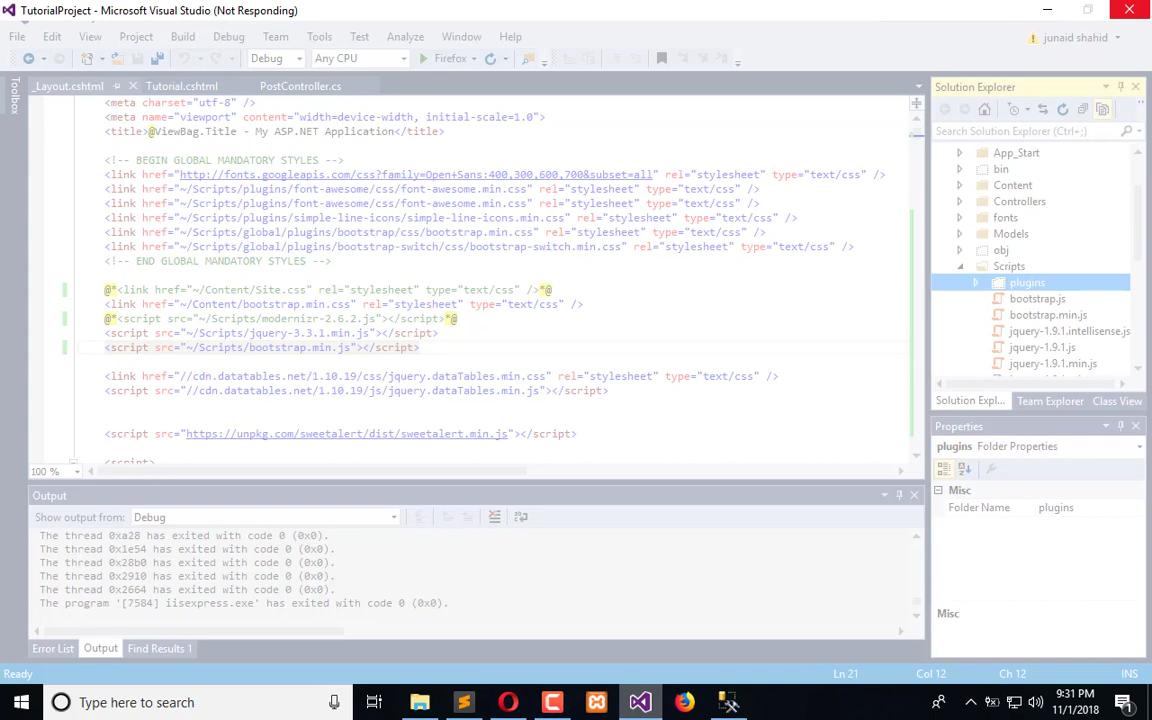 TutorialProject - Microsoft Visual Studio (Not Responding)
File Edit View Project Build Debug Team Tools Test Analyze Window Help
junaid shahid
Debug Any CPU Firefox
Toolbox
_Layout.cshtml Tutorial.cshtml PostController.cs
<meta charset="utf-8" />
<meta name="viewport" content="width=device-width, initial-scale=1.0">
<title>@ViewBag.Title - My ASP.NET Application</title>
<!-- BEGIN GLOBAL MANDATORY STYLES -->
<link href="http://fonts.googleapis.com/css?family=Open+Sans:400,300,600,700&subset=all" rel="stylesheet" type="text/css" />
<link href="~/Scripts/plugins/font-awesome/css/font-awesome.min.css" rel="stylesheet" type="text/css" />
<link href="~/Scripts/plugins/font-awesome/css/font-awesome.min.css" rel="stylesheet" type="text/css" />
<link href="~/Scripts/plugins/simple-line-icons/simple-line-icons.min.css" rel="stylesheet" type="text/css" />
<link href="~/Scripts/global/plugins/bootstrap/css/bootstrap.min.css" rel="stylesheet" type="text/css" />
<link href="~/Scripts/global/plugins/bootstrap-switch/css/bootstrap-switch.min.css" rel="stylesheet" type="text/css" />
<!-- END GLOBAL MANDATORY STYLES -->
@*<link href="~/Content/Site.css" rel="stylesheet" type="text/css" />*@
<link href="~/Content/bootstrap.min.css" rel="stylesheet" type="text/css" />
@*<script src="~/Scripts/modernizr-2.6.2.js"></script>*@
<script src="~/Scripts/jquery-3.3.1.min.js"></script>
<script src="~/Scripts/bootstrap.min.js"></script>
<link href="//cdn.datatables.net/1.10.19/css/jquery.dataTables.min.css" rel="stylesheet" type="text/css" />
<script src="//cdn.datatables.net/1.10.19/js/jquery.dataTables.min.js"></script>
<script src="https://unpkg.com/sweetalert/dist/sweetalert.min.js"></script>
<script>
100 %
Solution Explorer
Search Solution Explorer (Ctrl+;)
App_Start
bin
Content
Controllers
fonts
Models
obj
Scripts
plugins
bootstrap.js
bootstrap.min.js
jquery-1.9.1.intellisense.js
jquery-1.9.1.js
jquery-1.9.1.min.js
Solution Expl... Team Explorer Class View
Properties
plugins Folder Properties
Misc
Folder Name plugins
Misc
Output
Show output from: Debug
The thread 0xa28 has exited with code 0 (0x0).
The thread 0x1e54 has exited with code 0 (0x0).
The thread 0x28b0 has exited with code 0 (0x0).
The thread 0x2910 has exited with code 0 (0x0).
The thread 0x2664 has exited with code 0 (0x0).
The program '[7584] iisexpress.exe' has exited with code 0 (0x0).
Error List Output Find Results 1
Ready Ln 21 Col 12 Ch 12 INS
Type here to search
9:31 PM
11/1/2018
1